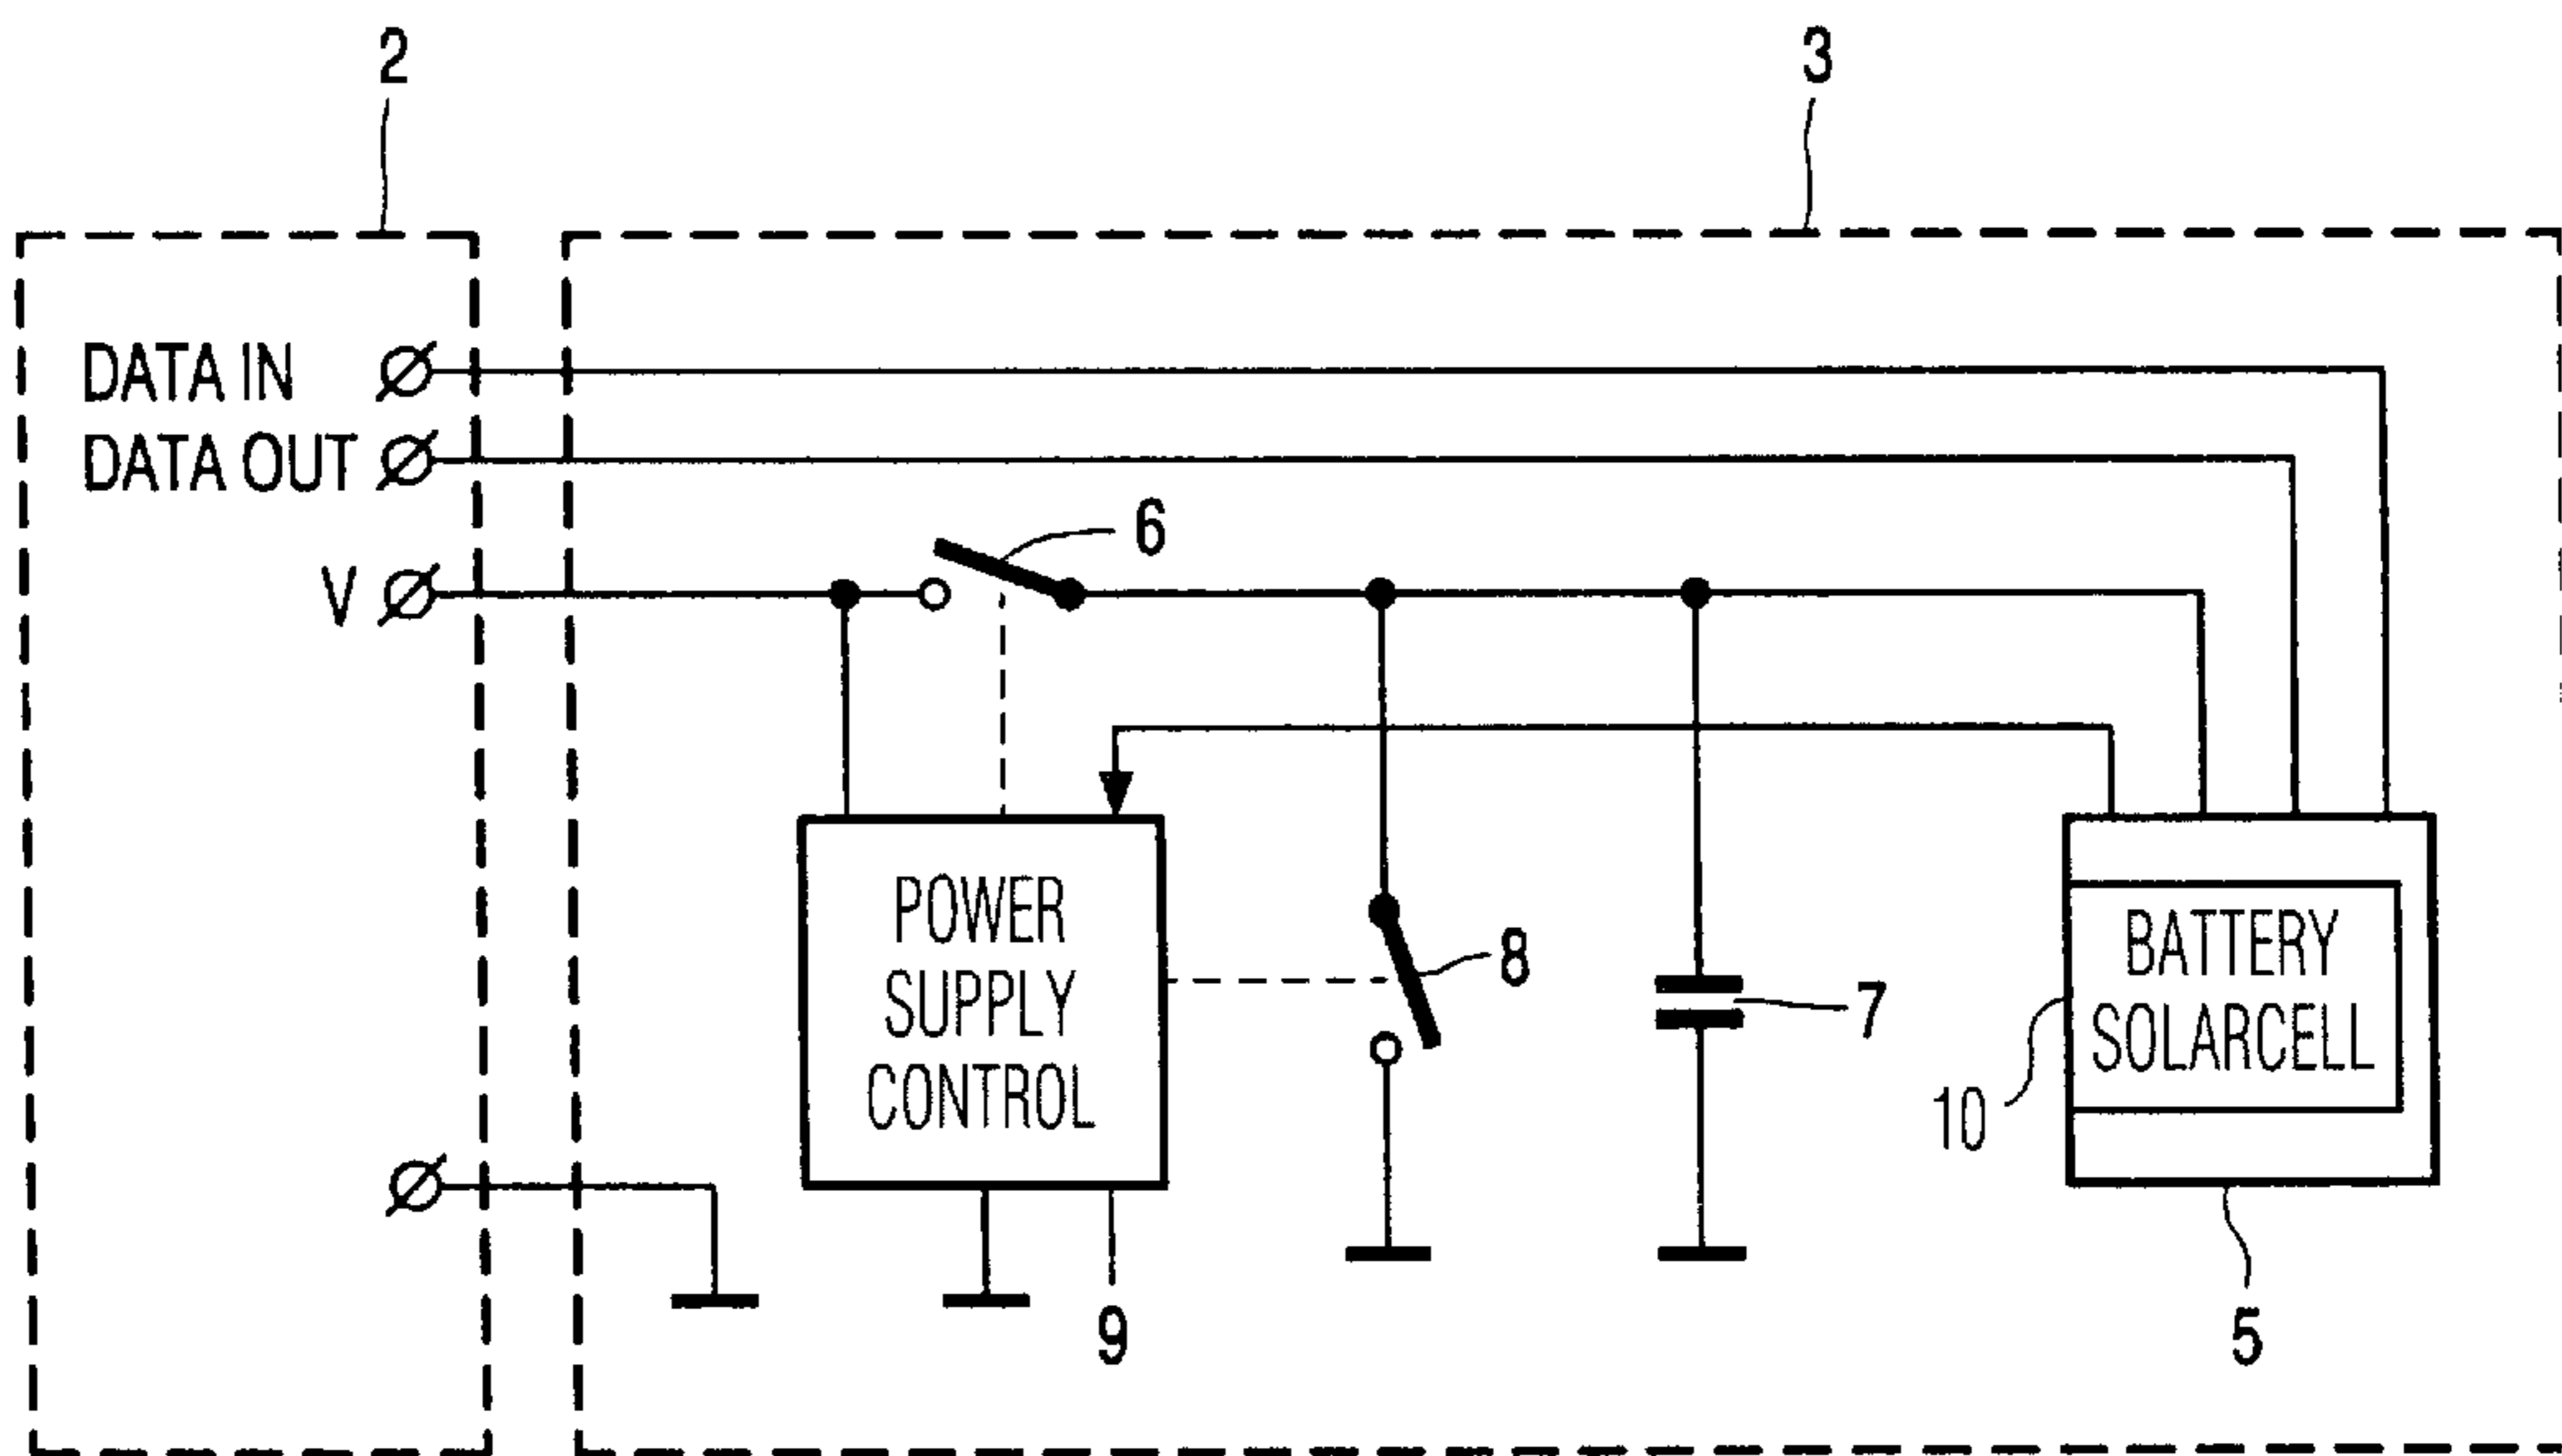 2
3
DATA IN
DATA OUT
6
V
POWER
SUPPLY
CONTROL
8
7
BATTERY
SOLARCELL
10
9
5